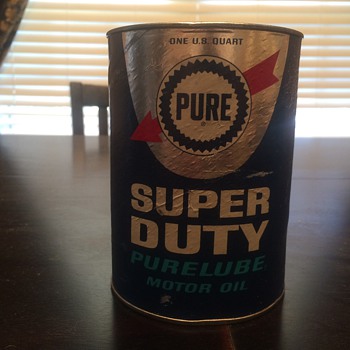 ONE U.S. QUART
PURE
SUPER
DUTY
PURELUBE
MOTOR OIL